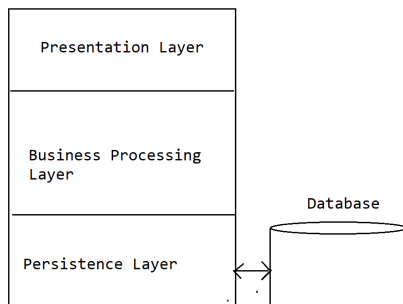 Presentation Layer
Business Processing
Layer
Database
Persistence Layer